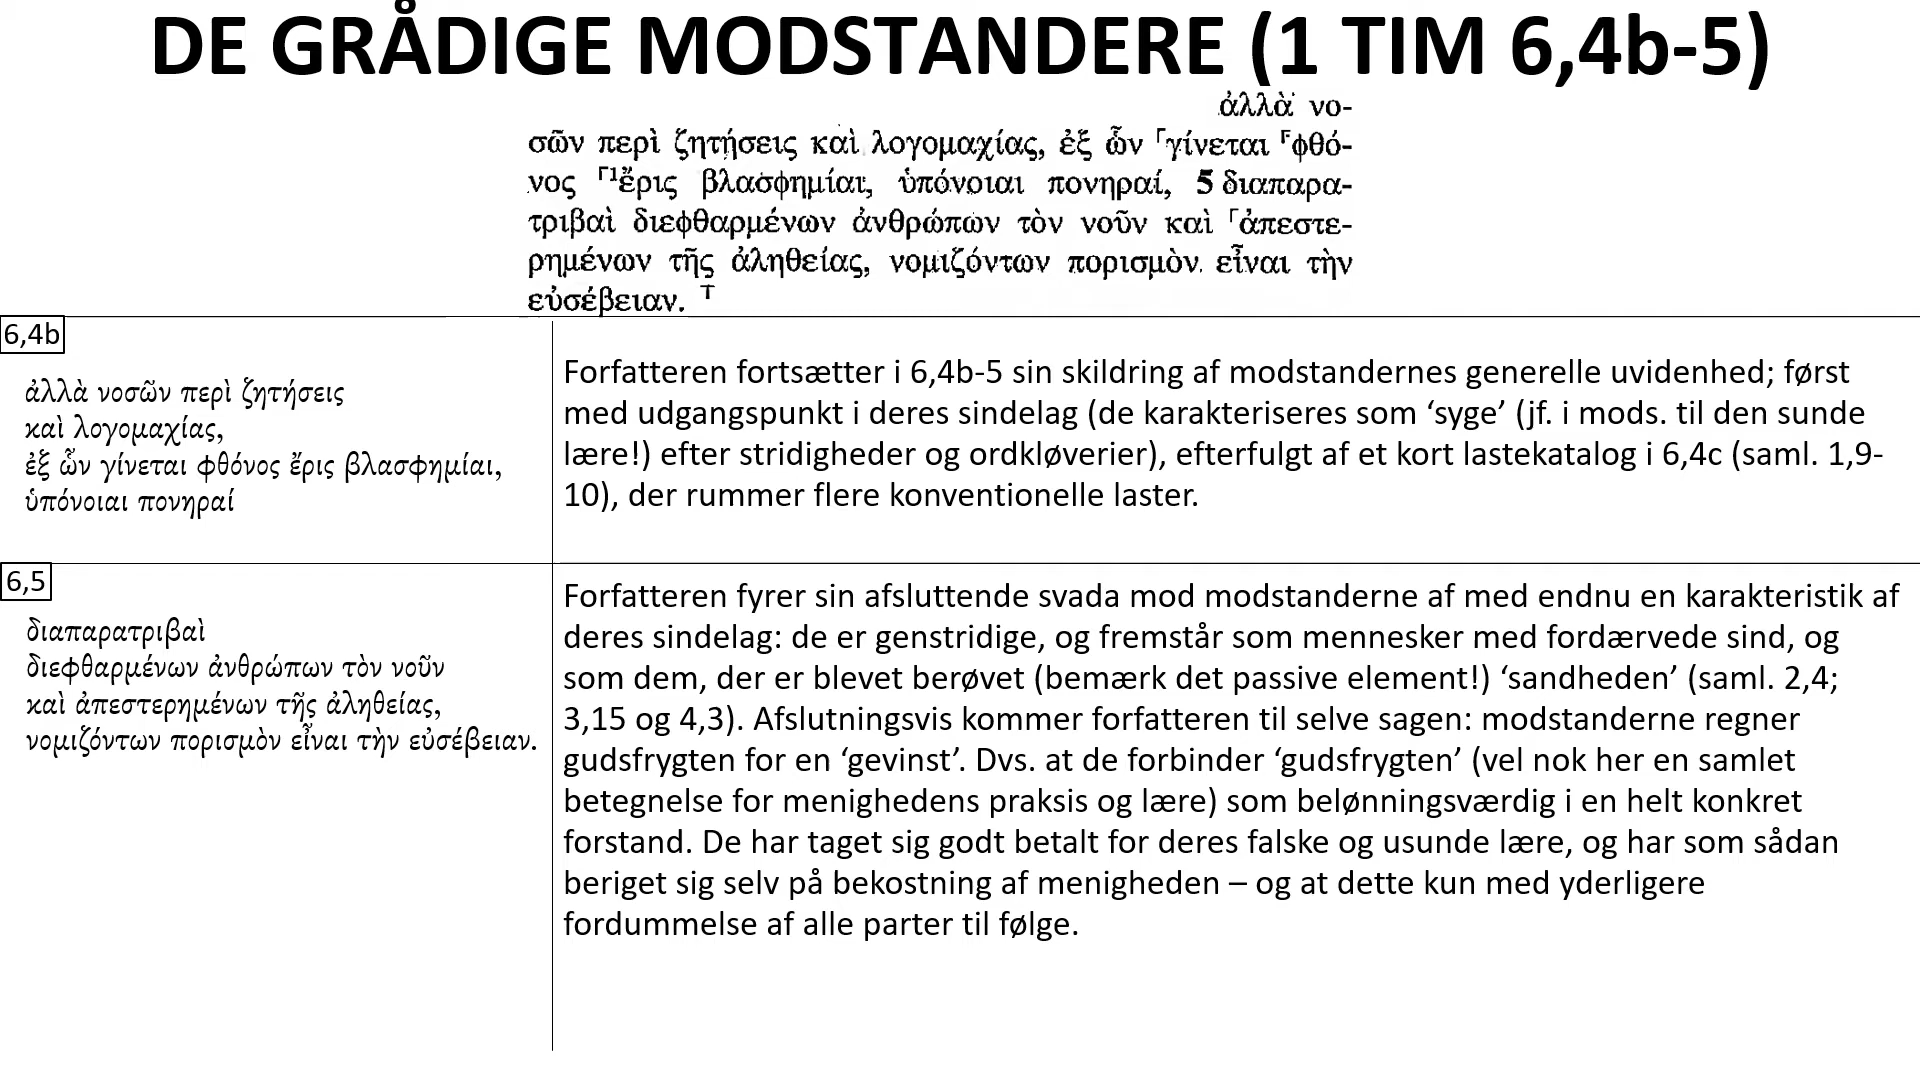 DE GRÅDIGE MODSTANDERE (1 TIM 6,4b-5)
ἀλλὰ νο-
σῶν περὶ ζητήσεις καὶ λογομαχίας, ἐξ ὧν ⸀γίνεται ⸁φθό-
νος ⸀¹ἔρις βλασφημίαι, ὑπόνοιαι πονηραί, 5 διαπαρα-
τριβαὶ διεφθαρμένων ἀνθρώπων τὸν νοῦν καὶ ⸀ἀπεστε-
ρημένων τῆς ἀληθείας, νομιζόντων πορισμὸν εἶναι τὴν
εὐσέβειαν. ⸆
6,4b
ἀλλὰ νοσῶν περὶ ζητήσεις
καὶ λογομαχίας,
ἐξ ὧν γίνεται φθόνος ἔρις βλασφημίαι,
ὑπόνοιαι πονηραί
Forfatteren fortsætter i 6,4b-5 sin skildring af modstandernes generelle uvidenhed; først
med udgangspunkt i deres sindelag (de karakteriseres som ‘syge’ (jf. i mods. til den sunde
lære!) efter stridigheder og ordkløverier), efterfulgt af et kort lastekatalog i 6,4c (saml. 1,9-
10), der rummer flere konventionelle laster.
6,5
διαπαρατριβαὶ
διεφθαρμένων ἀνθρώπων τὸν νοῦν
καὶ ἀπεστερημένων τῆς ἀληθείας,
νομιζόντων πορισμὸν εἶναι τὴν εὐσέβειαν.
Forfatteren fyrer sin afsluttende svada mod modstanderne af med endnu en karakteristik af
deres sindelag: de er genstridige, og fremstår som mennesker med fordærvede sind, og
som dem, der er blevet berøvet (bemærk det passive element!) ‘sandheden’ (saml. 2,4;
3,15 og 4,3). Afslutningsvis kommer forfatteren til selve sagen: modstanderne regner
gudsfrygten for en ‘gevinst’. Dvs. at de forbinder ‘gudsfrygten’ (vel nok her en samlet
betegnelse for menighedens praksis og lære) som belønningsværdig i en helt konkret
forstand. De har taget sig godt betalt for deres falske og usunde lære, og har som sådan
beriget sig selv på bekostning af menigheden – og at dette kun med yderligere
fordummelse af alle parter til følge.